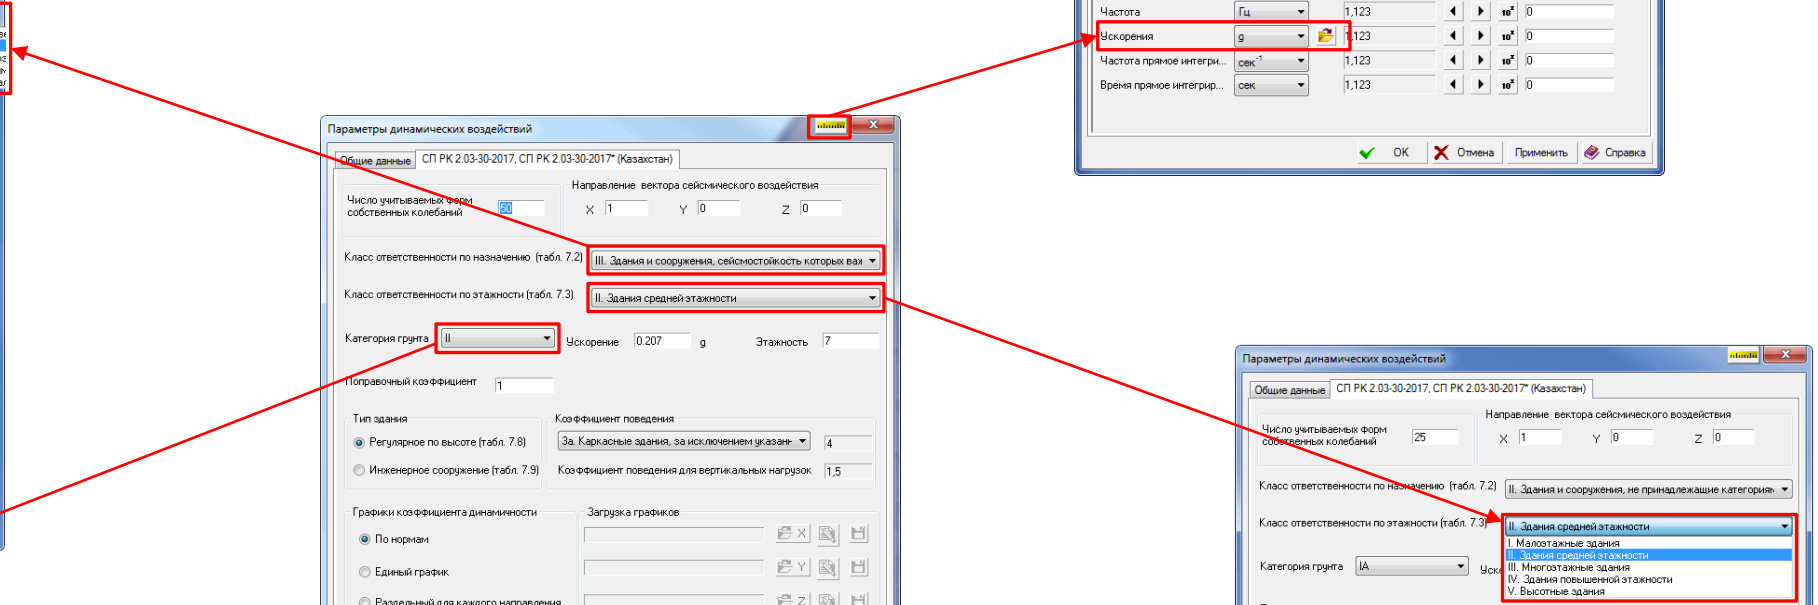 Частота Гц 1,123 10ˣ 0
Ускорения g 1,123 10ˣ 0
Частота прямое интегри... сек⁻¹ 1,123 10ˣ 0
Время прямое интегрир... сек 1,123 10ˣ 0
OK Отмена Применить Справка
Параметры динамических воздействий
Общие данные СП РК 2.03-30-2017, СП РК 2.03-30-2017* (Казахстан)
Число учитываемых форм
собственных колебаний 50
Направление вектора сейсмического воздействия
X 1 Y 0 Z 0
Класс ответственности по назначению (табл. 7.2) III. Здания и сооружения, сейсмостойкость которых важ
Класс ответственности по этажности (табл. 7.3) II. Здания средней этажности
Категория грунта II Ускорение 0.207 g Этажность 7
Поправочный коэффициент 1
Тип здания
Регулярное по высоте (табл. 7.8)
Инженерное сооружение (табл. 7.9)
Коэффициент поведения
3а. Каркасные здания, за исключением указанн 4
Коэффициент поведения для вертикальных нагрузок 1,5
Графики коэффициента динамичности
По нормам
Единый график
Раздельный для каждого направления
Загрузка графиков
X
Y
Z
Параметры динамических воздействий
Общие данные СП РК 2.03-30-2017, СП РК 2.03-30-2017* (Казахстан)
Число учитываемых форм
собственных колебаний 25
Направление вектора сейсмического воздействия
X 1 Y 0 Z 0
Класс ответственности по назначению (табл. 7.2) II. Здания и сооружения, не принадлежащие категориям
Класс ответственности по этажности (табл. 7.3) II. Здания средней этажности
I. Малоэтажные здания
II. Здания средней этажности
III. Многоэтажные здания
IV. Здания повышенной этажности
V. Высотные здания
Категория грунта IA Уск